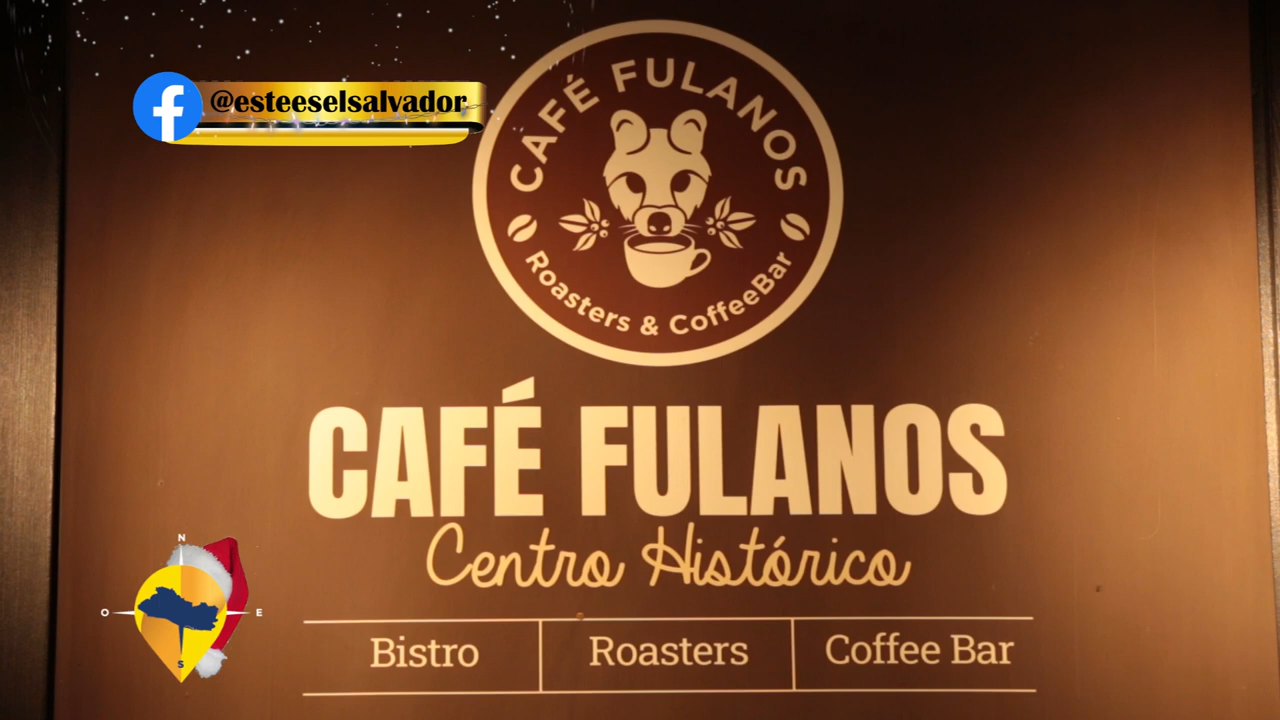 @esteeselsalvador
CAFÉ FULANOS
Roasters & CoffeeBar
CAFÉ FULANOS
Centro Histórico
Bistro
Roasters
Coffee Bar
N
O
E
S